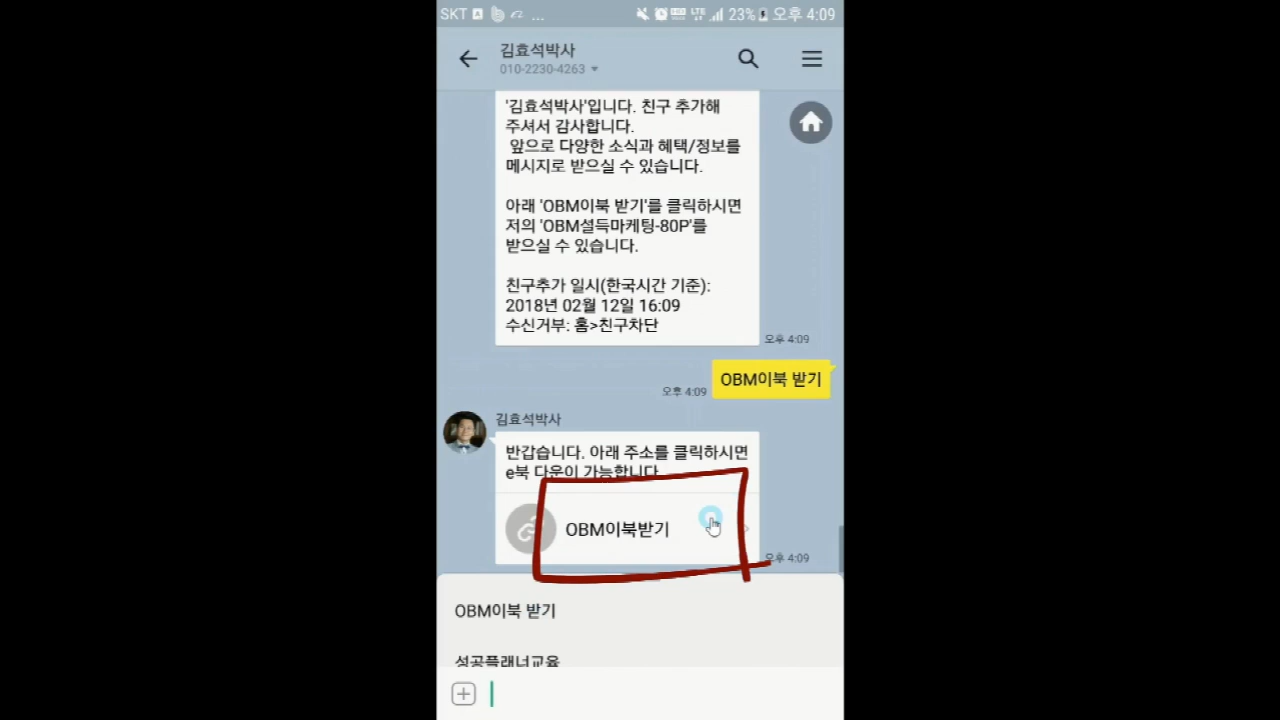 SKT ... LTE 23% 오후 4:09
김효석박사
010-2230-4263
'김효석박사'입니다. 친구 추가해
주셔서 감사합니다.
앞으로 다양한 소식과 혜택/정보를
메시지로 받으실 수 있습니다.
아래 'OBM이북 받기'를 클릭하시면
저의 'OBM설득마케팅-80P'를
받으실 수 있습니다.
친구추가 일시(한국시간 기준):
2018년 02월 12일 16:09
수신거부: 홈>친구차단
오후 4:09
OBM이북 받기
오후 4:09
김효석박사
반갑습니다. 아래 주소를 클릭하시면
e북 다운이 가능합니다.
OBM이북받기
오후 4:09
OBM이북 받기
성공플래너교육